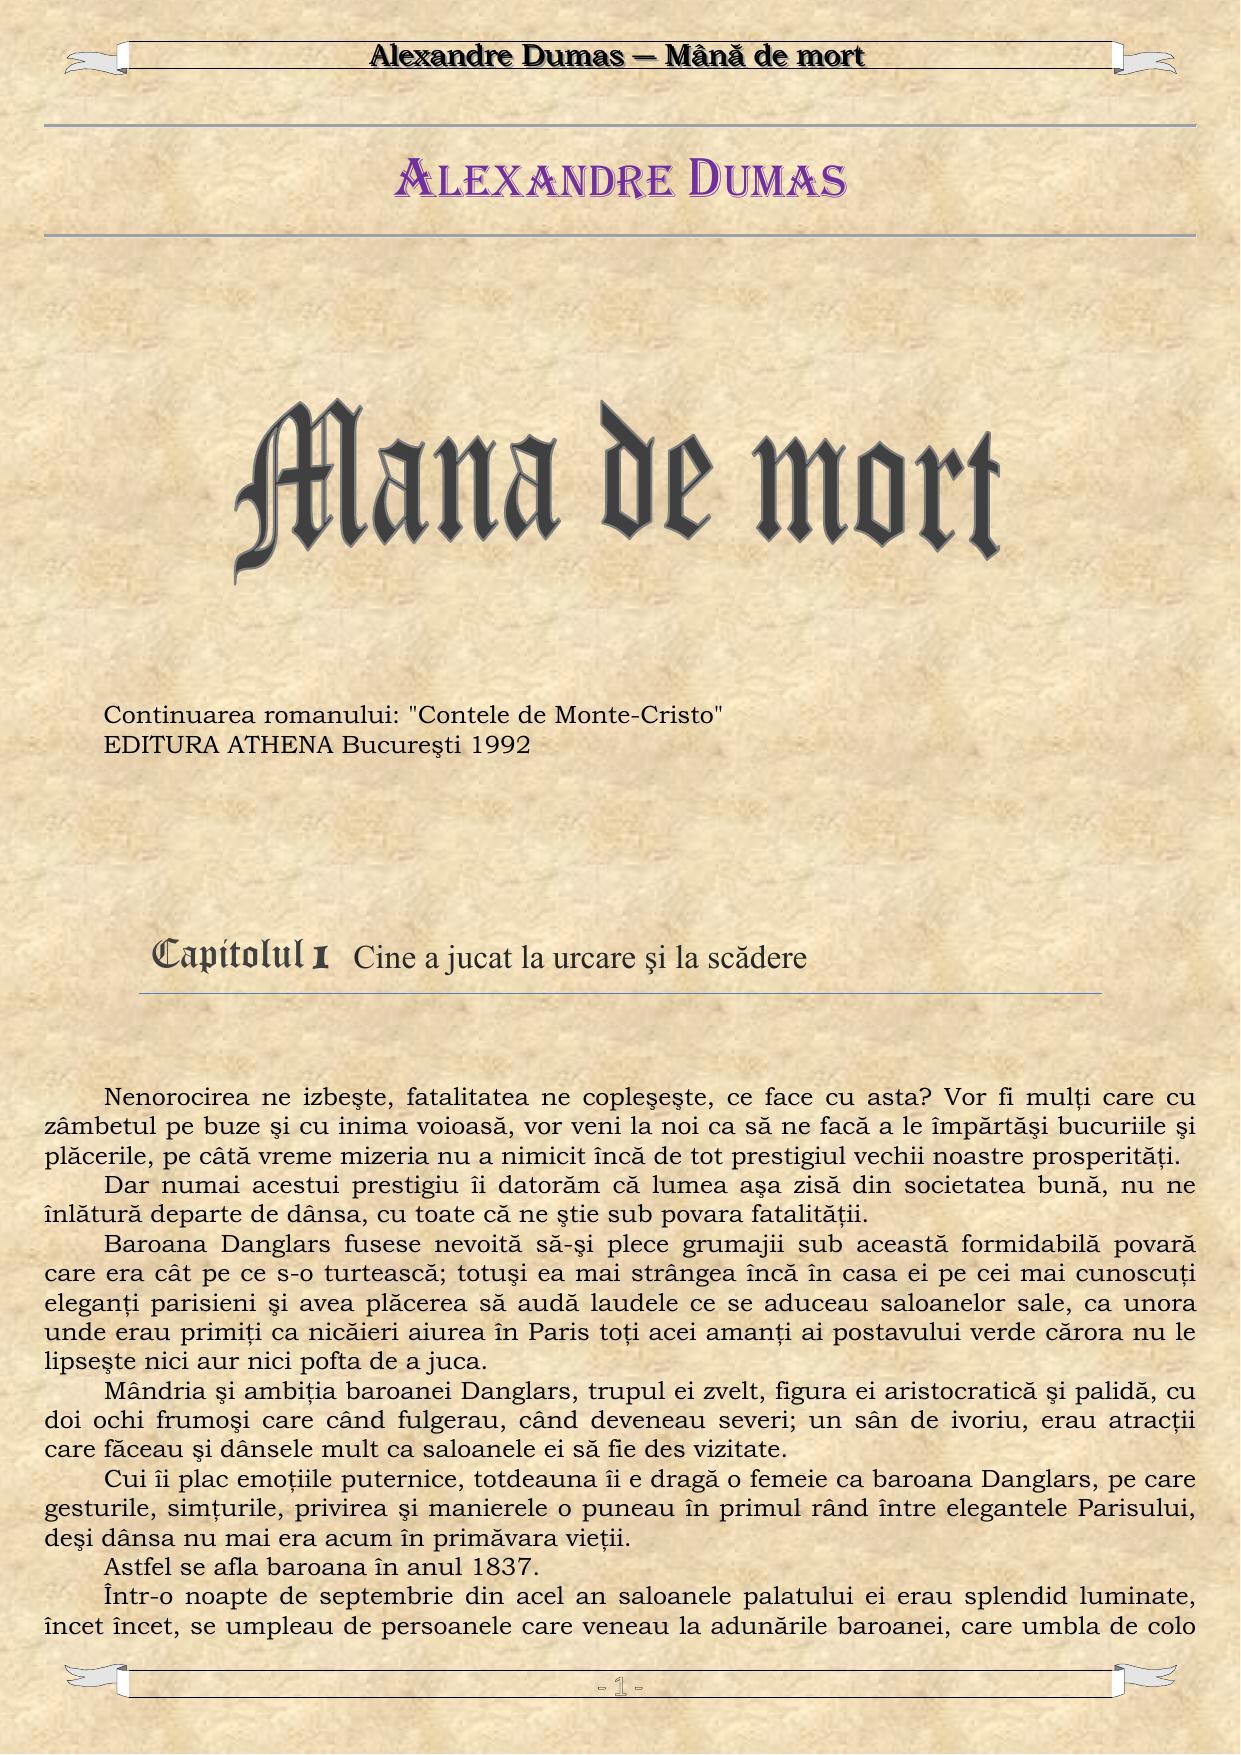 Alexandre Dumas — Mână de mort
ALEXANDRE DUMAS
Mana de mort
Continuarea romanului: "Contele de Monte-Cristo"
EDITURA ATHENA Bucureşti 1992
Capitolul 1 Cine a jucat la urcare şi la scădere
Nenorocirea ne izbeşte, fatalitatea ne copleşeşte, ce face cu asta? Vor fi mulţi care cu
zâmbetul pe buze şi cu inima voioasă, vor veni la noi ca să ne facă a le împărtăşi bucuriile şi
plăcerile, pe câtă vreme mizeria nu a nimicit încă de tot prestigiul vechii noastre prosperităţi.
Dar numai acestui prestigiu îi datorăm că lumea aşa zisă din societatea bună, nu ne
înlătură departe de dânsa, cu toate că ne ştie sub povara fatalităţii.
Baroana Danglars fusese nevoită să-şi plece grumajii sub această formidabilă povară
care era cât pe ce s-o turtească; totuşi ea mai strângea încă în casa ei pe cei mai cunoscuţi
eleganţi parisieni şi avea plăcerea să audă laudele ce se aduceau saloanelor sale, ca unora
unde erau primiţi ca nicăieri aiurea în Paris toţi acei amanţi ai postavului verde cărora nu le
lipseşte nici aur nici pofta de a juca.
Mândria şi ambiţia baroanei Danglars, trupul ei zvelt, figura ei aristocratică şi palidă, cu
doi ochi frumoşi care când fulgerau, când deveneau severi; un sân de ivoriu, erau atracţii
care făceau şi dânsele mult ca saloanele ei să fie des vizitate.
Cui îi plac emoţiile puternice, totdeauna îi e dragă o femeie ca baroana Danglars, pe care
gesturile, simţurile, privirea şi manierele o puneau în primul rând între elegantele Parisului,
deşi dânsa nu mai era acum în primăvara vieţii.
Astfel se afla baroana în anul 1837.
Într-o noapte de septembrie din acel an saloanele palatului ei erau splendid luminate,
încet încet, se umpleau de persoanele care veneau la adunările baroanei, care umbla de colo
- 1 -